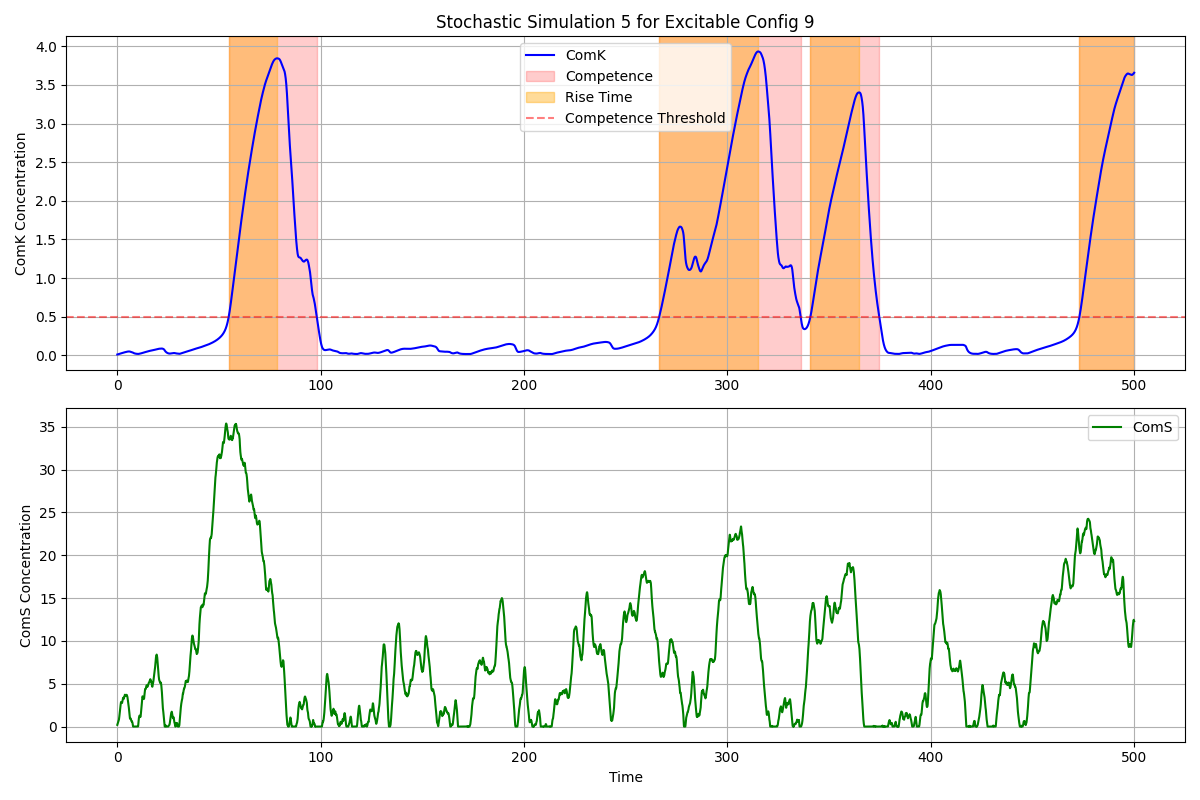 Stochastic Simulation 5 for Excitable Config 9
ComK Concentration
4.0
3.5
3.0
2.5
2.0
1.5
1.0
0.5
0.0
ComK
Competence
Rise Time
Competence Threshold
0 100 200 300 400 500
ComS Concentration
35
30
25
20
15
10
5
0
ComS
0 100 200 300 400 500
Time